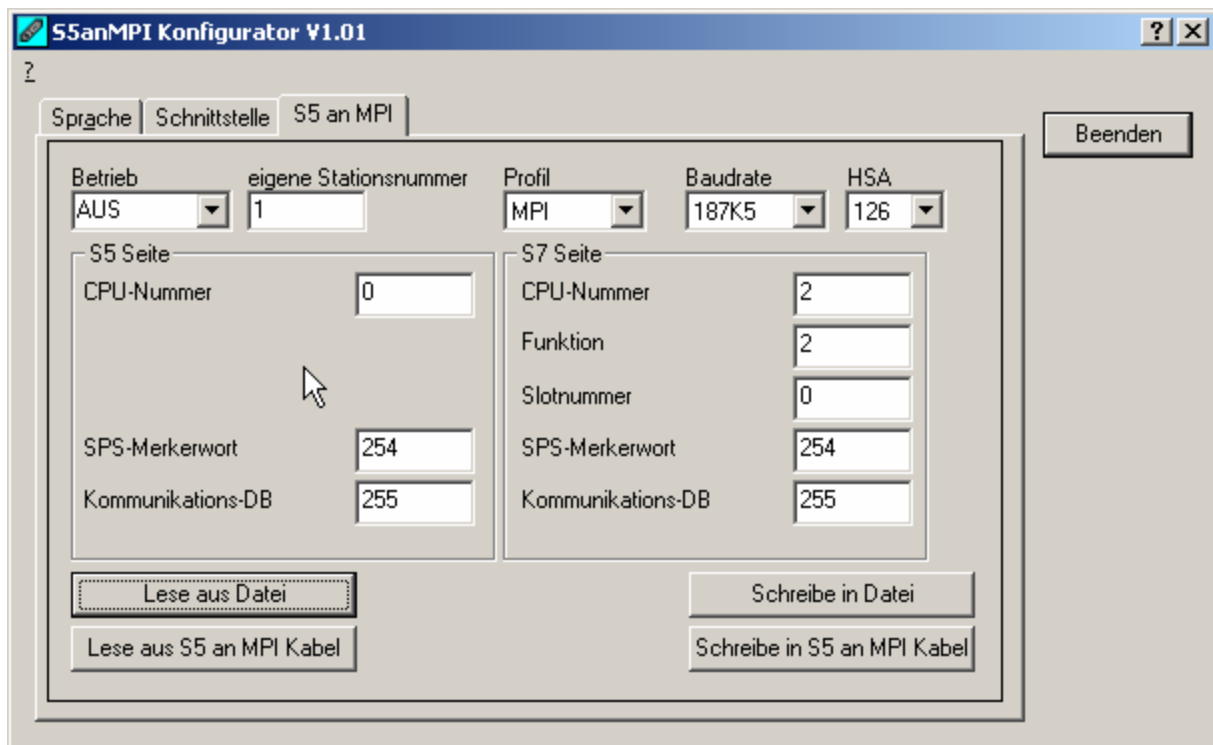 S5anMPI Konfigurator V1.01
?
Sprache Schnittstelle S5 an MPI
Beenden
Betrieb eigene Stationsnummer Profil Baudrate HSA
AUS 1 MPI 187K5 126
S5 Seite S7 Seite
CPU-Nummer 0 CPU-Nummer 2
Funktion 2
Slotnummer 0
SPS-Merkerwort 254 SPS-Merkerwort 254
Kommunikations-DB 255 Kommunikations-DB 255
Lese aus Datei Schreibe in Datei
Lese aus S5 an MPI Kabel Schreibe in S5 an MPI Kabel